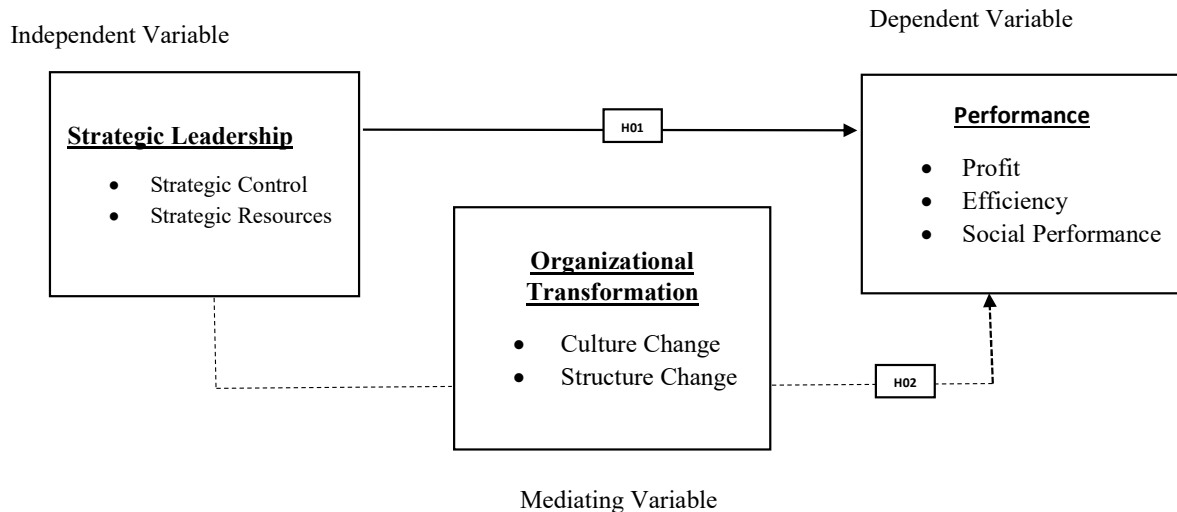 Independent Variable
Dependent Variable
Strategic Leadership
• Strategic Control
• Strategic Resources
H01
Performance
• Profit
• Efficiency
• Social Performance
Organizational
Transformation
• Culture Change
• Structure Change
H02
Mediating Variable